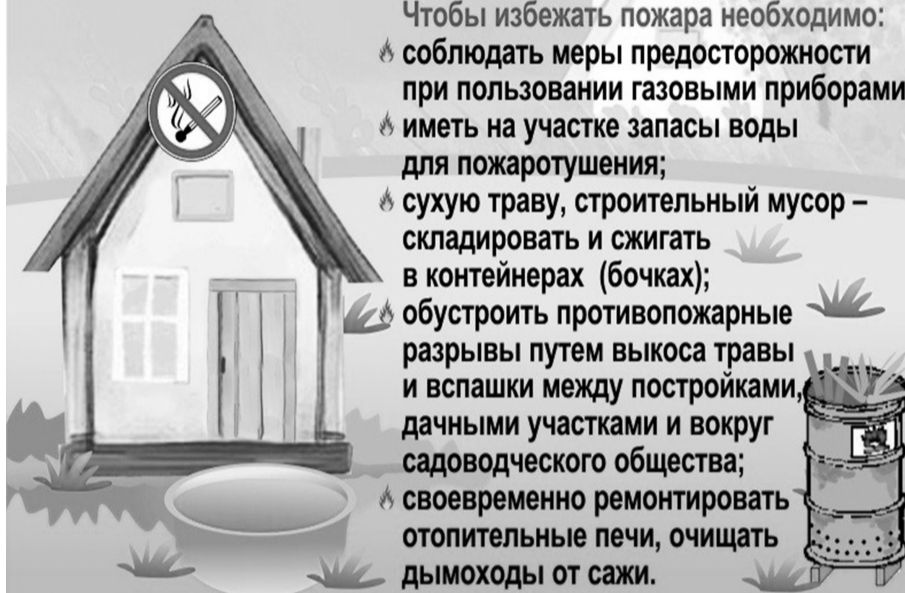 Чтобы избежать пожара необходимо:
соблюдать меры предосторожности
при пользовании газовыми приборами
иметь на участке запасы воды
для пожаротушения;
сухую траву, строительный мусор –
складировать и сжигать
в контейнерах (бочках);
обустроить противопожарные
разрывы путем выкоса травы
и вспашки между постройками,
дачными участками и вокруг
садоводческого общества;
своевременно ремонтировать
отопительные печи, очищать
дымоходы от сажи.